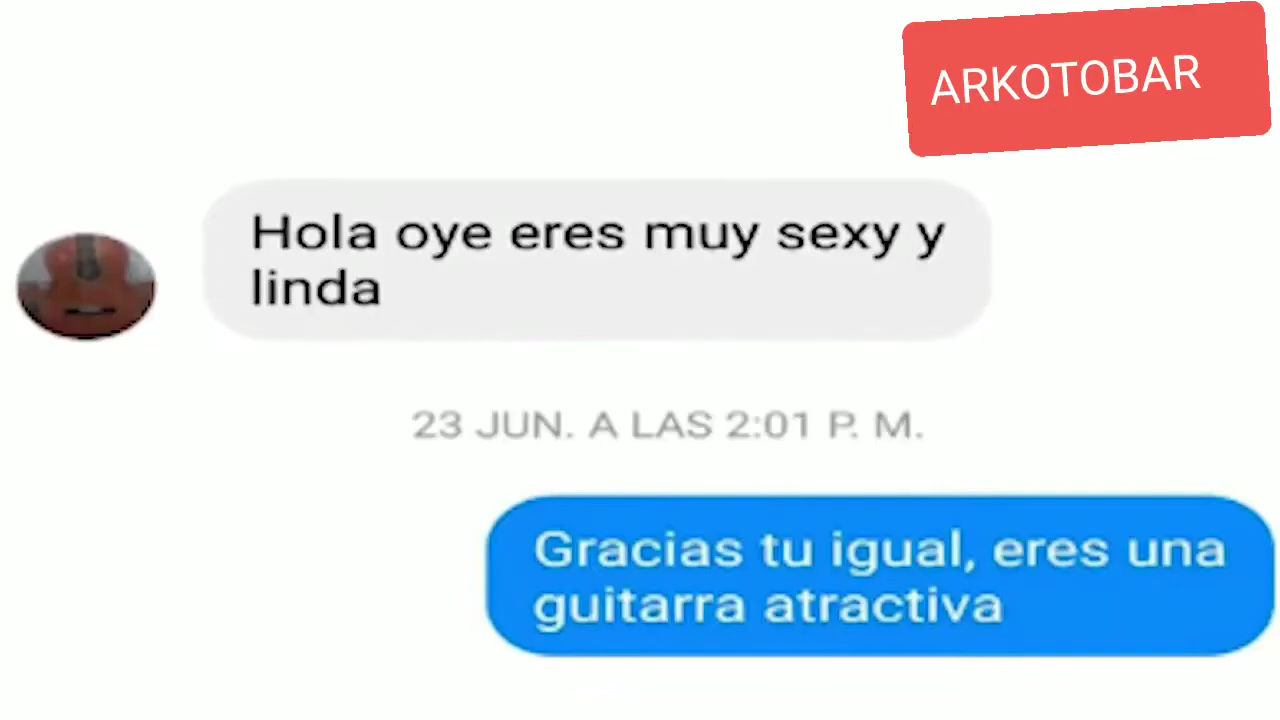 ARKOTOBAR
Hola oye eres muy sexy y
linda
23 JUN. A LAS 2:01 P. M.
Gracias tu igual, eres una
guitarra atractiva